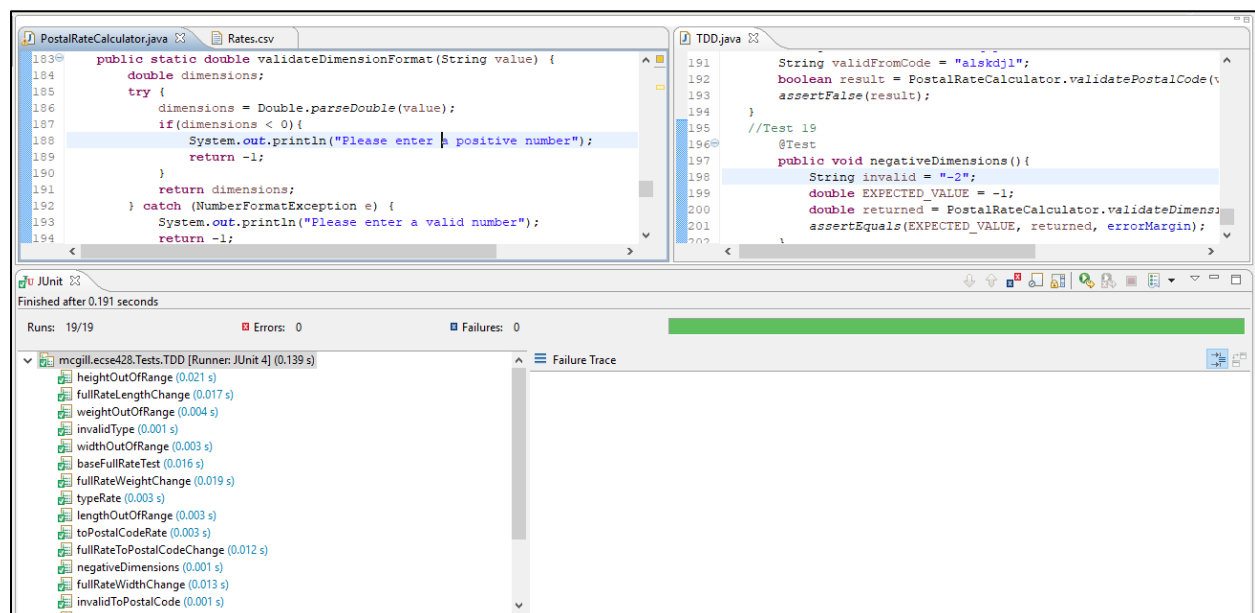 PostalRateCalculator.java
Rates.csv
183 public static double validateDimensionFormat(String value) {
184 double dimensions;
185 try {
186 dimensions = Double.parseDouble(value);
187 if(dimensions < 0){
188 System.out.println("Please enter a positive number");
189 return -1;
190 }
191 return dimensions;
192 } catch (NumberFormatException e) {
193 System.out.println("Please enter a valid number");
194 return -1;
TDD.java
191 String validFromCode = "alskdjl";
192 boolean result = PostalRateCalculator.validatePostalCode(v
193 assertFalse(result);
194 }
195 //Test 19
196 @Test
197 public void negativeDimensions(){
198 String invalid = "-2";
199 double EXPECTED_VALUE = -1;
200 double returned = PostalRateCalculator.validateDimensi
201 assertEquals(EXPECTED_VALUE, returned, errorMargin);
202 }
JUnit
Finished after 0.191 seconds
Runs: 19/19 Errors: 0 Failures: 0
mcgill.ecse428.Tests.TDD [Runner: JUnit 4] (0.139 s)
heightOutOfRange (0.021 s)
fullRateLengthChange (0.017 s)
weightOutOfRange (0.004 s)
invalidType (0.001 s)
widthOutOfRange (0.003 s)
baseFullRateTest (0.016 s)
fullRateWeightChange (0.019 s)
typeRate (0.003 s)
lengthOutOfRange (0.003 s)
toPostalCodeRate (0.003 s)
fullRateToPostalCodeChange (0.012 s)
negativeDimensions (0.001 s)
fullRateWidthChange (0.013 s)
invalidToPostalCode (0.001 s)
Failure Trace